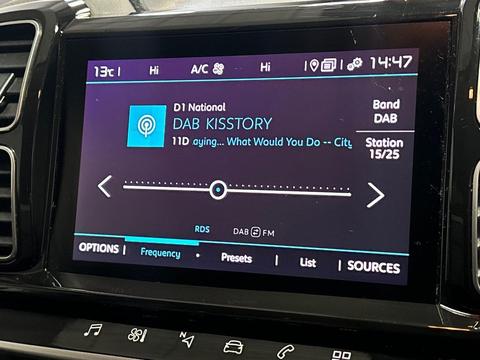 13°C | Hi A/C Hi | 14:47
D1 National
DAB KISSTORY
11D aying... What Would You Do -- City
Band
DAB
Station
15/25
RDS DAB FM
OPTIONS | Frequency • Presets | List | SOURCES
N